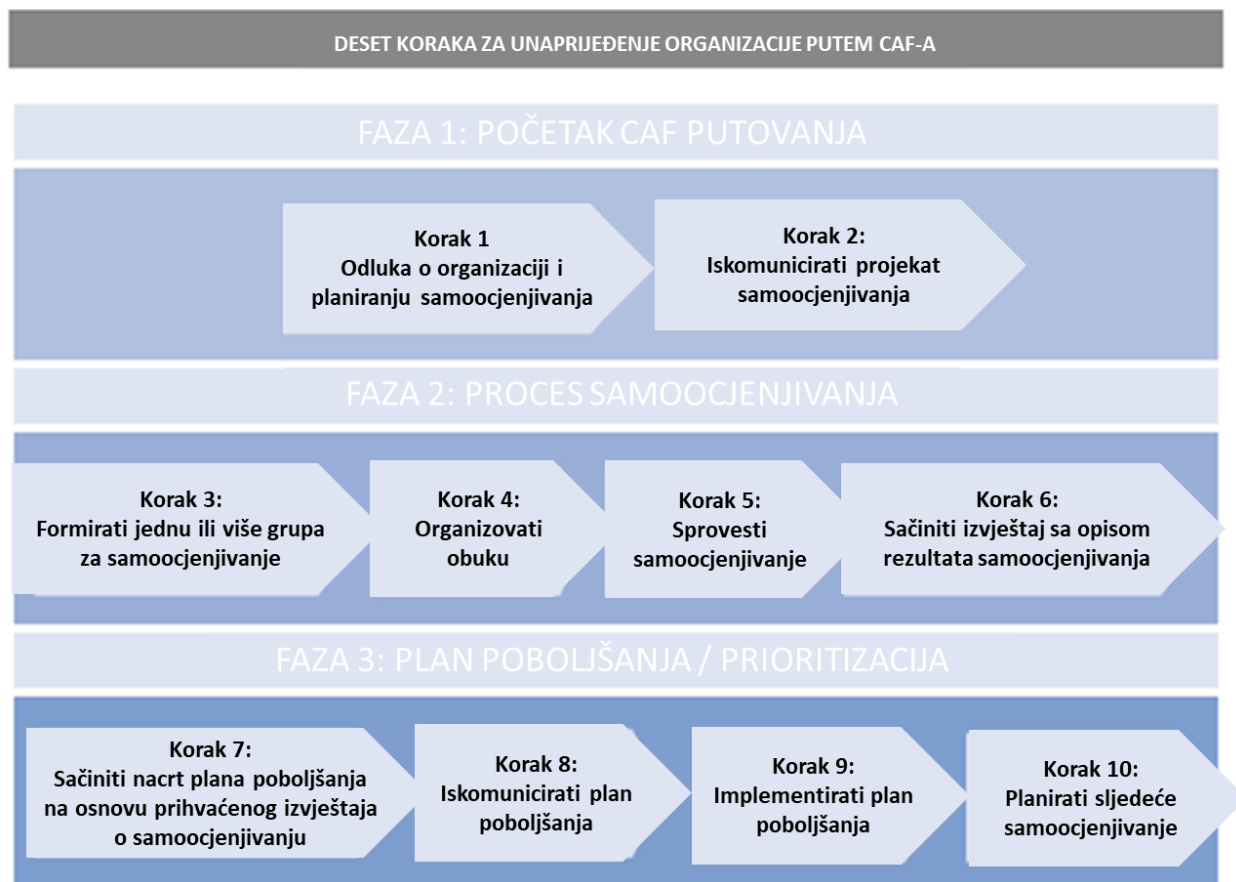 DESET KORAKA ZA UNAPRIJEĐENJE ORGANIZACIJE PUTEM CAF-A
FAZA 1: POČETAK CAF PUTOVANJA
Korak 1
Odluka o organizaciji i
planiranju samoocjenjivanja
Korak 2:
Iskomunicirati projekat
samoocjenjivanja
FAZA 2: PROCES SAMOOCJENJIVANJA
Korak 3:
Formirati jednu ili više grupa
za samoocjenjivanje
Korak 4:
Organizovati
obuku
Korak 5:
Sprovesti
samoocjenjivanje
Korak 6:
Sačiniti izvještaj sa opisom
rezultata samoocjenjivanja
FAZA 3: PLAN POBOLJŠANJA / PRIORITIZACIJA
Korak 7:
Sačiniti nacrt plana poboljšanja
na osnovu prihvaćenog izvještaja
o samoocjenjivanju
Korak 8:
Iskomunicirati plan
poboljšanja
Korak 9:
Implementirati plan
poboljšanja
Korak 10:
Planirati sljedeće
samoocjenjivanje